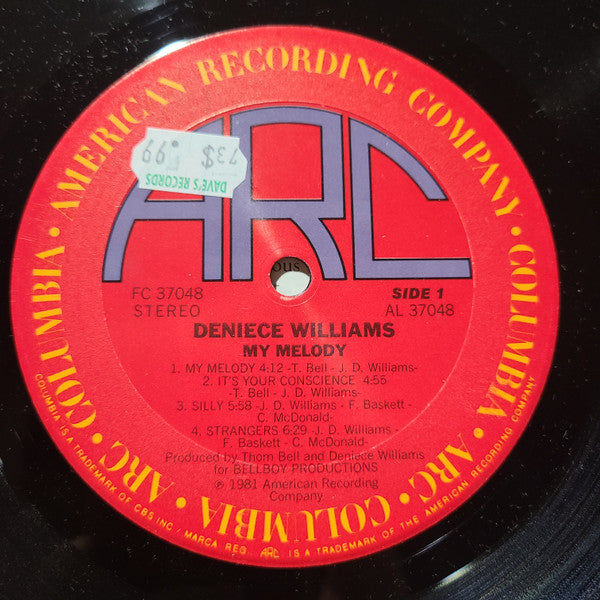 AMERICAN RECORDING COMPANY • COLUMBIA • ARC • COLUMBIA • ARC • COLUMBIA •
ARC
DAVE'S RECORDS
73$
.99
ous
FC 37048
STEREO
SIDE 1
AL 37048
DENIECE WILLIAMS
MY MELODY
1. MY MELODY 4:12 -T. Bell - J. D. Williams-
2. IT'S YOUR CONSCIENCE 4:55
-T. Bell - J. D. Williams-
3. SILLY 5:58 -J. D. Williams - F. Baskett -
C. McDonald-
4. STRANGERS 6:29 -J. D. Williams -
F. Baskett - C. McDonald-
Produced by Thom Bell and Deniece Williams
for BELLBOY PRODUCTIONS
℗ 1981 American Recording
Company
COLUMBIA IS A TRADEMARK OF CBS INC. MARCA REG. ARC IS A TRADEMARK OF THE AMERICAN RECORDING COMPANY